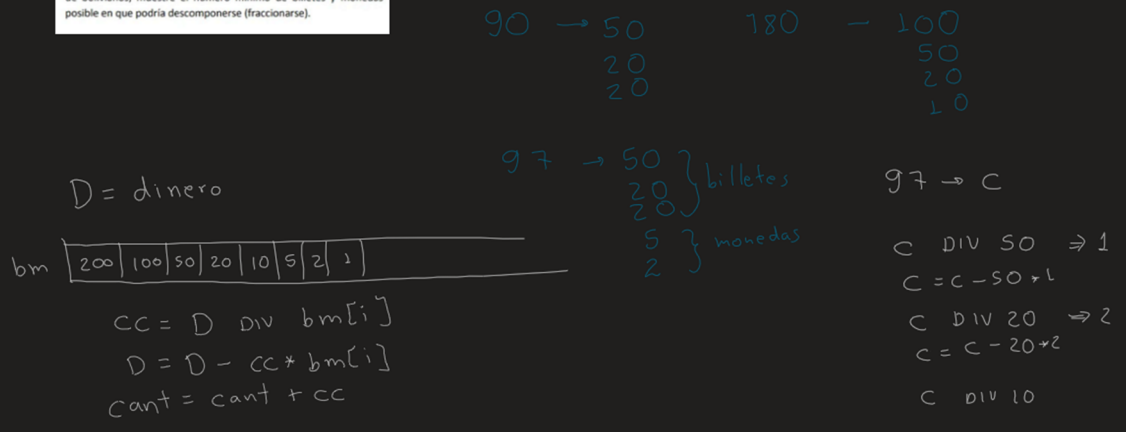 posible en que podría descomponerse (fraccionarse).
90 → 50
20
20
180 - 100
50
20
10
97 → 50
20
20
billetes
5
2
monedas
D = dinero
bm 200 100 50 20 10 5 2 1
cc = D DIV bm[i]
D = D - cc * bm[i]
cant = cant + cc
97 → C
C DIV 50 ⇒ 1
C = C - 50 * 1
C DIV 20 ⇒ 2
C = C - 20 * 2
C DIV 10